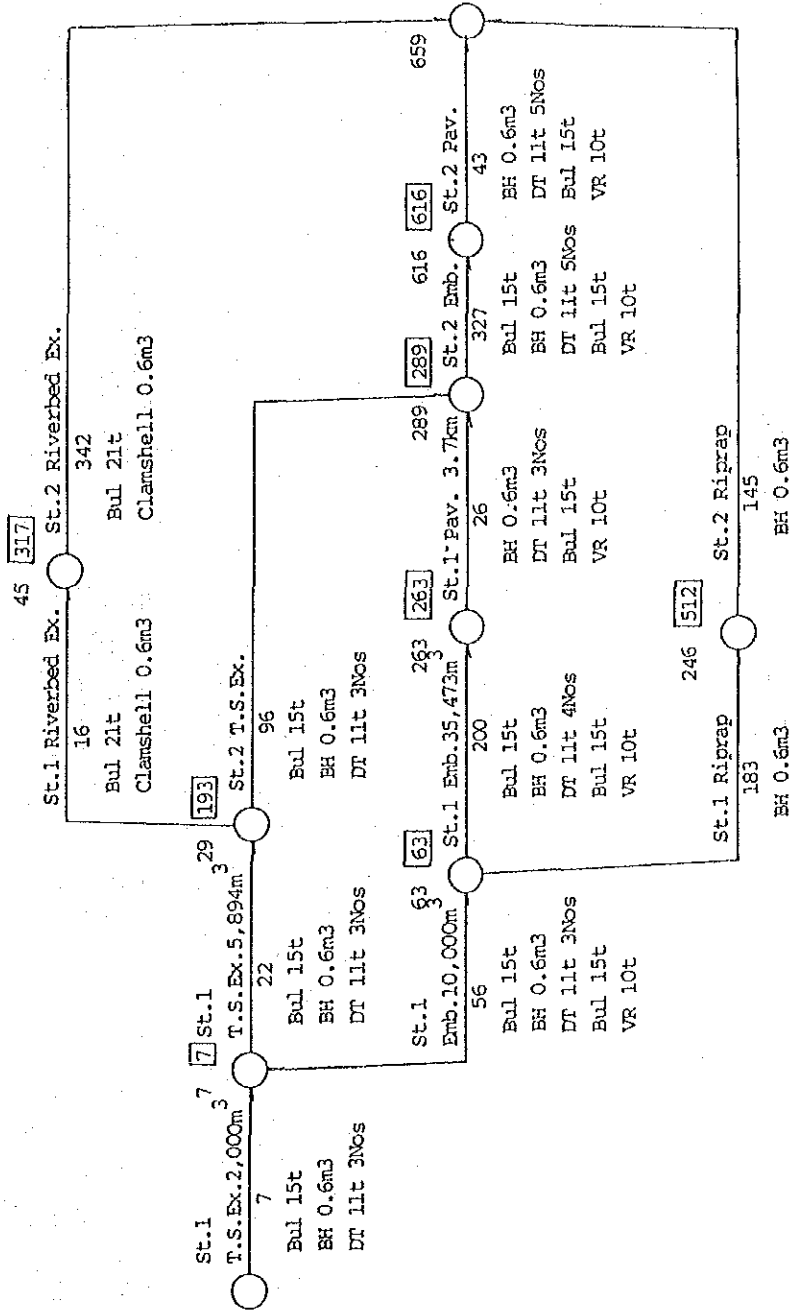 St.1
T.S.Ex.2,000m3
7
Bul 15t
BH 0.6m3
DT 11t 3Nos
7
7
St.1
T.S.Ex.5,894m3
22
Bul 15t
BH 0.6m3
DT 11t 3Nos
29
193
St.1 Riverbed Ex.
16
Bul 21t
Clamshell 0.6m3
45
317
St.2 Riverbed Ex.
342
Bul 21t
Clamshell 0.6m3
St.2 T.S.Ex.
96
Bul 15t
BH 0.6m3
DT 11t 3Nos
St.1
Emb.10,000m3
56
Bul 15t
BH 0.6m3
DT 11t 3Nos
Bul 15t
VR 10t
63
63
St.1 Emb.35,473m3
200
Bul 15t
BH 0.6m3
DT 11t 4Nos
Bul 15t
VR 10t
263
263
St.1 Pav. 3.7km
26
BH 0.6m3
DT 11t 3Nos
Bul 15t
VR 10t
289
289
St.2 Emb.
327
Bul 15t
BH 0.6m3
DT 11t 5Nos
Bul 15t
VR 10t
616
616
St.2 Pav.
43
BH 0.6m3
DT 11t 5Nos
Bul 15t
VR 10t
659
St.1 Riprap
183
BH 0.6m3
246
512
St.2 Riprap
145
BH 0.6m3